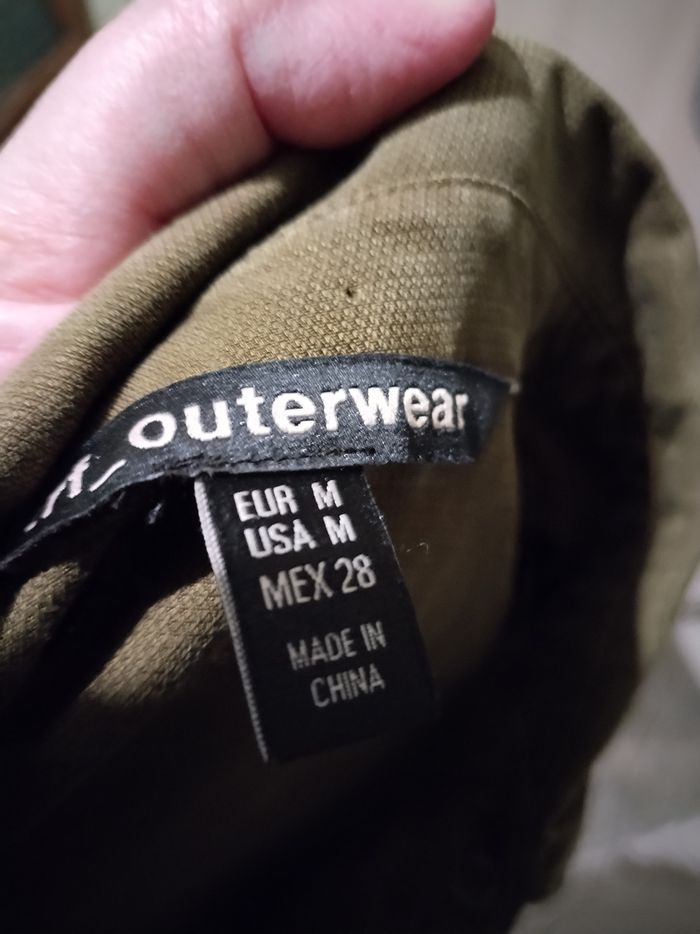 outerwear
EUR M
USA M
MEX 28
MADE IN
CHINA